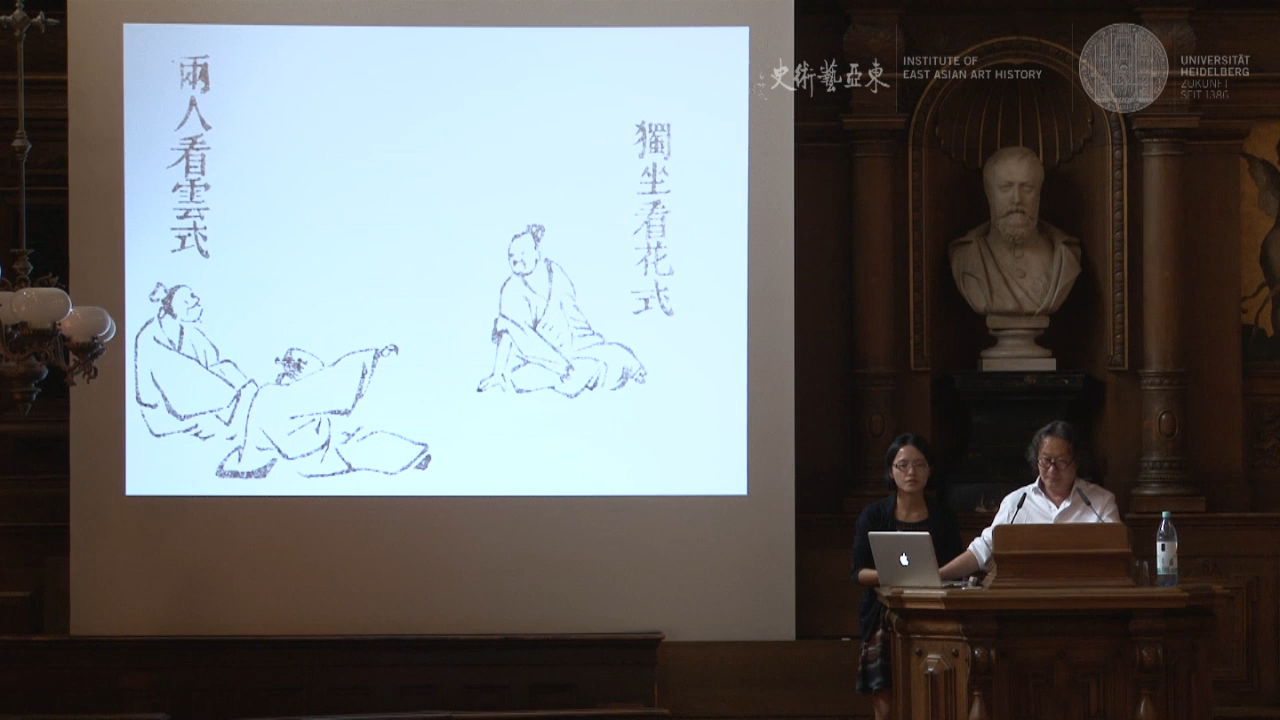 兩人看雲式
獨坐看花式
東亞藝術史
INSTITUTE OF
EAST ASIAN ART HISTORY
UNIVERSITÄT
HEIDELBERG
ZUKUNFT
SEIT 1386